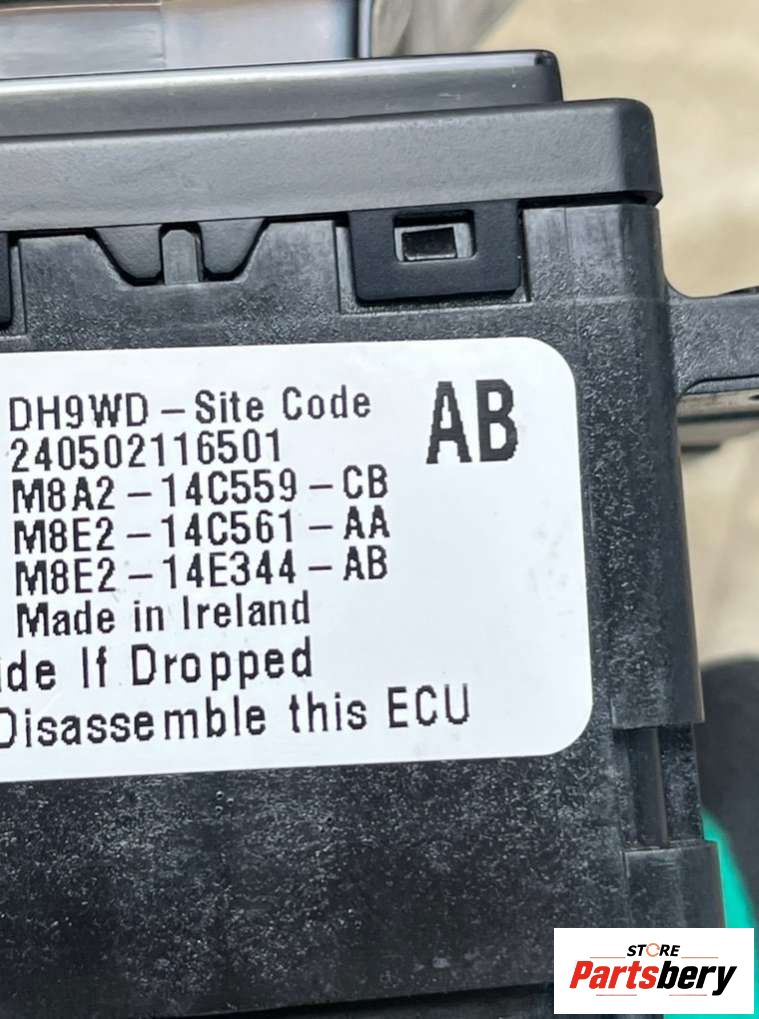 DH9WD - Site Code
AB
240502116501
M8A2 - 14C559 - CB
M8E2 - 14C561 - AA
M8E2 - 14E344 - AB
Made in Ireland
If Dropped
Disassemble this ECU
STORE
Partsbery